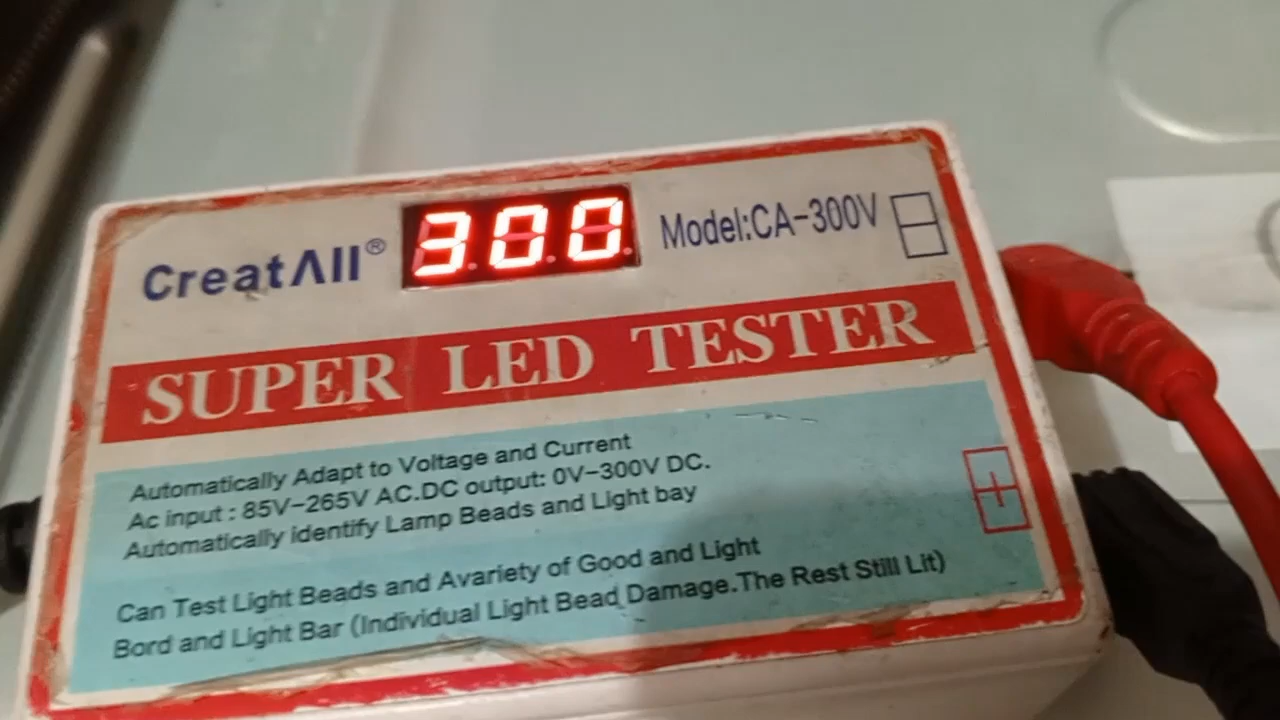 CreatAll®
300
Model:CA-300V
SUPER LED TESTER
Automatically Adapt to Voltage and Current
Ac input : 85V-265V AC.DC output: 0V-300V DC.
Automatically identify Lamp Beads and Light bay
Can Test Light Beads and Avariety of Good and Light
Bord and Light Bar (Individual Light Bead Damage.The Rest Still Lit)